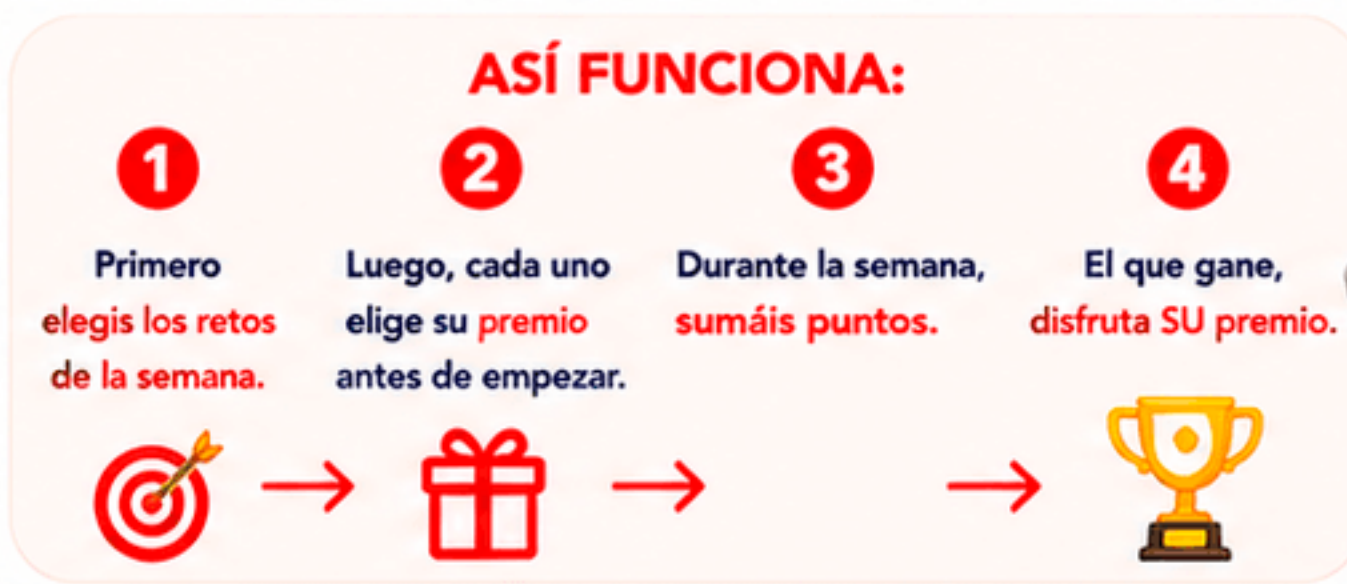 ASÍ FUNCIONA:
1
Primero
elegis los retos
de la semana.
2
Luego, cada uno
elige su premio
antes de empezar.
3
Durante la semana,
sumáis puntos.
4
El que gane,
disfruta SU premio.